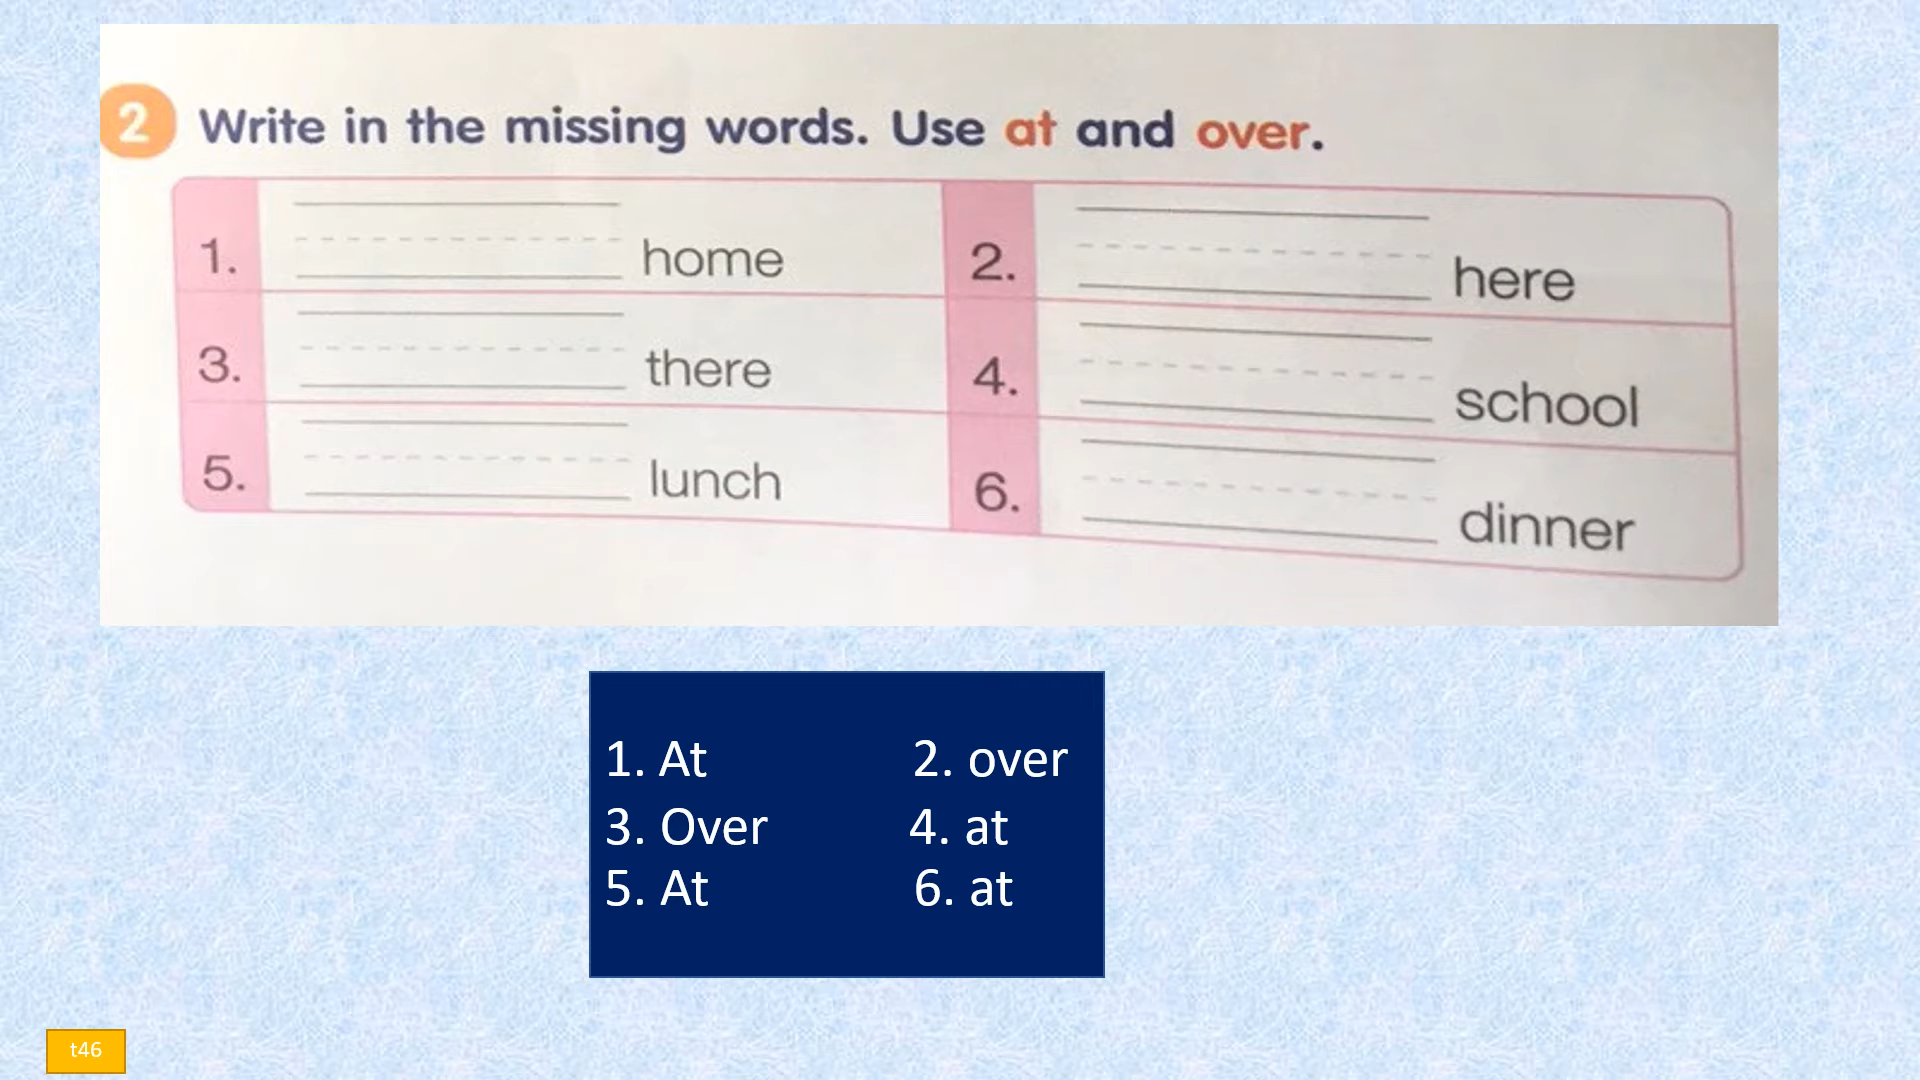 2 Write in the missing words. Use at and over.
1. home 2. here
3. there 4. school
5. lunch 6. dinner
1. At 2. over
3. Over 4. at
5. At 6. at
t46